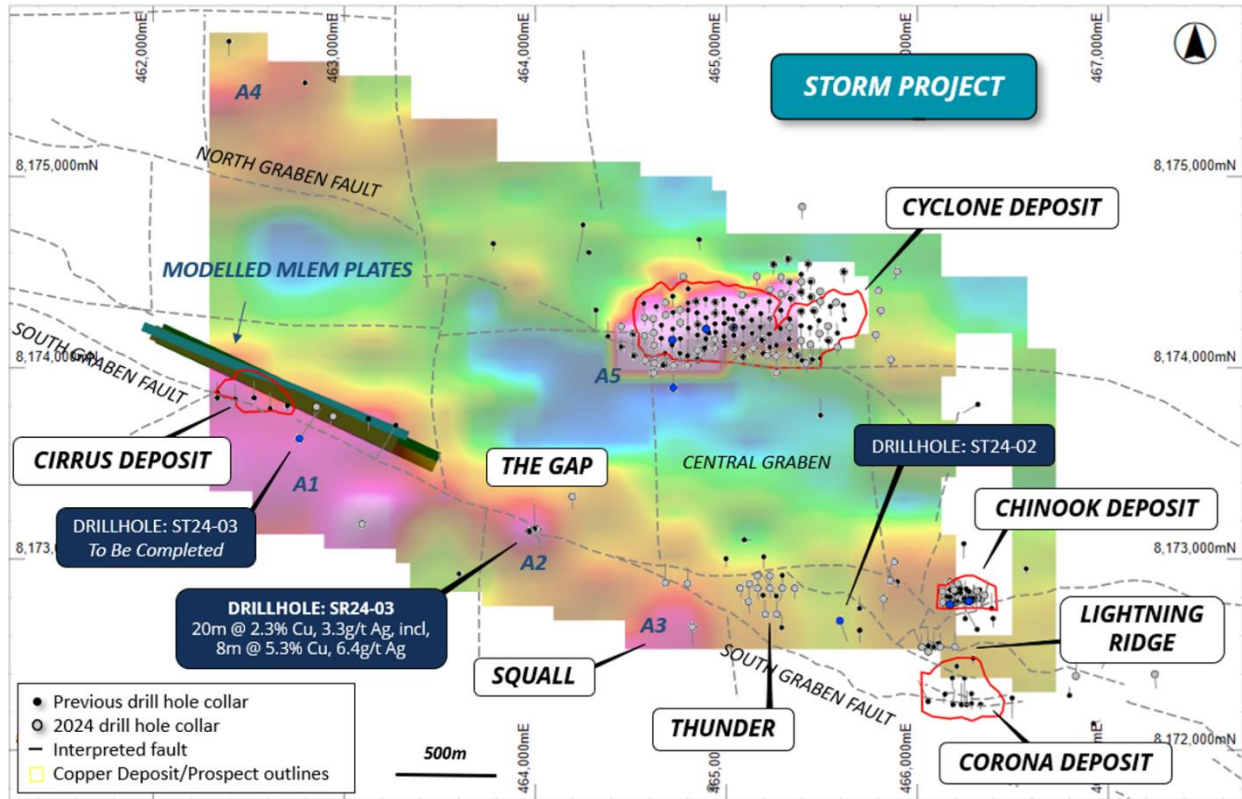 462,000mE
463,000mE
464,000mE
465,000mE
467,000mE
STORM PROJECT
A4
8,175,000mN
8,175,000mN
NORTH GRABEN FAULT
CYCLONE DEPOSIT
MODELLED MLEM PLATES
SOUTH GRABEN FAULT
8,174,000mN
8,174,000mN
A5
CIRRUS DEPOSIT
THE GAP
CENTRAL GRABEN
DRILLHOLE: ST24-02
A1
CHINOOK DEPOSIT
DRILLHOLE: ST24-03
To Be Completed
8,173,000mN
A2
DRILLHOLE: SR24-03
20m @ 2.3% Cu, 3.3g/t Ag, incl,
8m @ 5.3% Cu, 6.4g/t Ag
A3
LIGHTNING
RIDGE
SQUALL
SOUTH GRABEN FAULT
THUNDER
CORONA DEPOSIT
8,172,000mN
Previous drill hole collar
2024 drill hole collar
Interpreted fault
Copper Deposit/Prospect outlines
500m
464,000mE
466,000mE
467,000mE